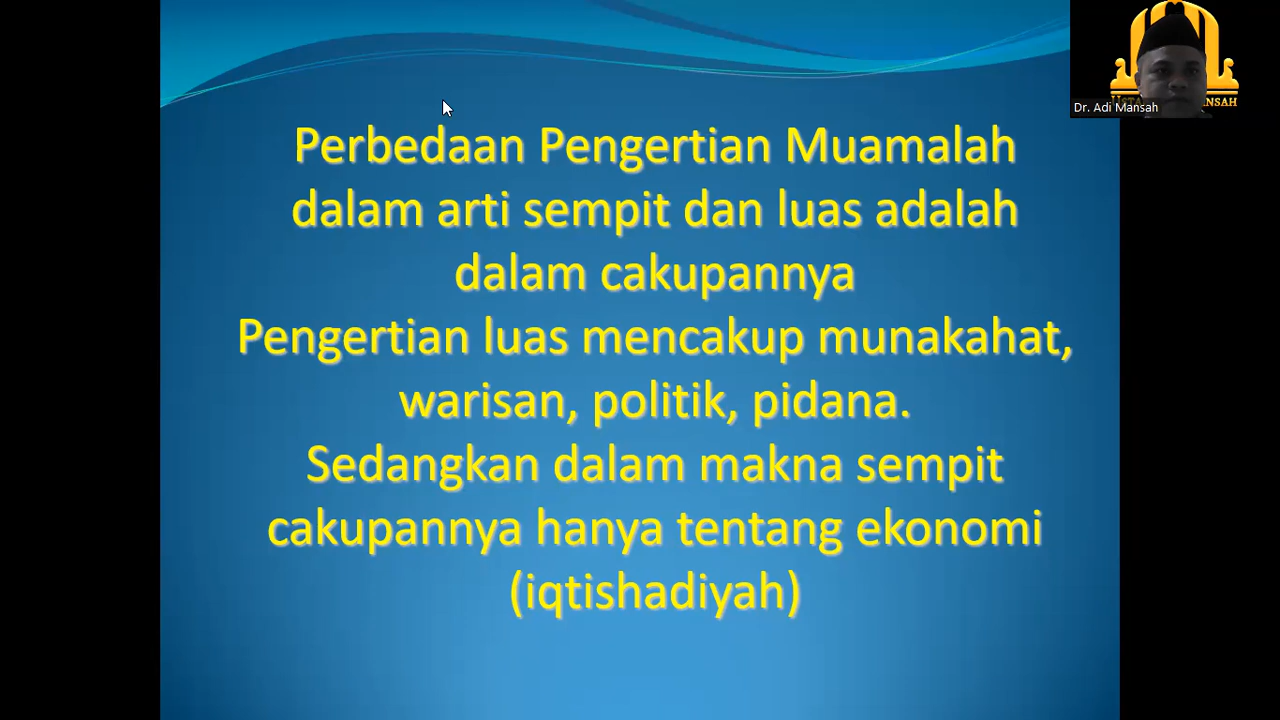 Perbedaan Pengertian Muamalah
dalam arti sempit dan luas adalah
dalam cakupannya
Pengertian luas mencakup munakahat,
warisan, politik, pidana.
Sedangkan dalam makna sempit
cakupannya hanya tentang ekonomi
(iqtishadiyah)
Dr. Adi Mansah